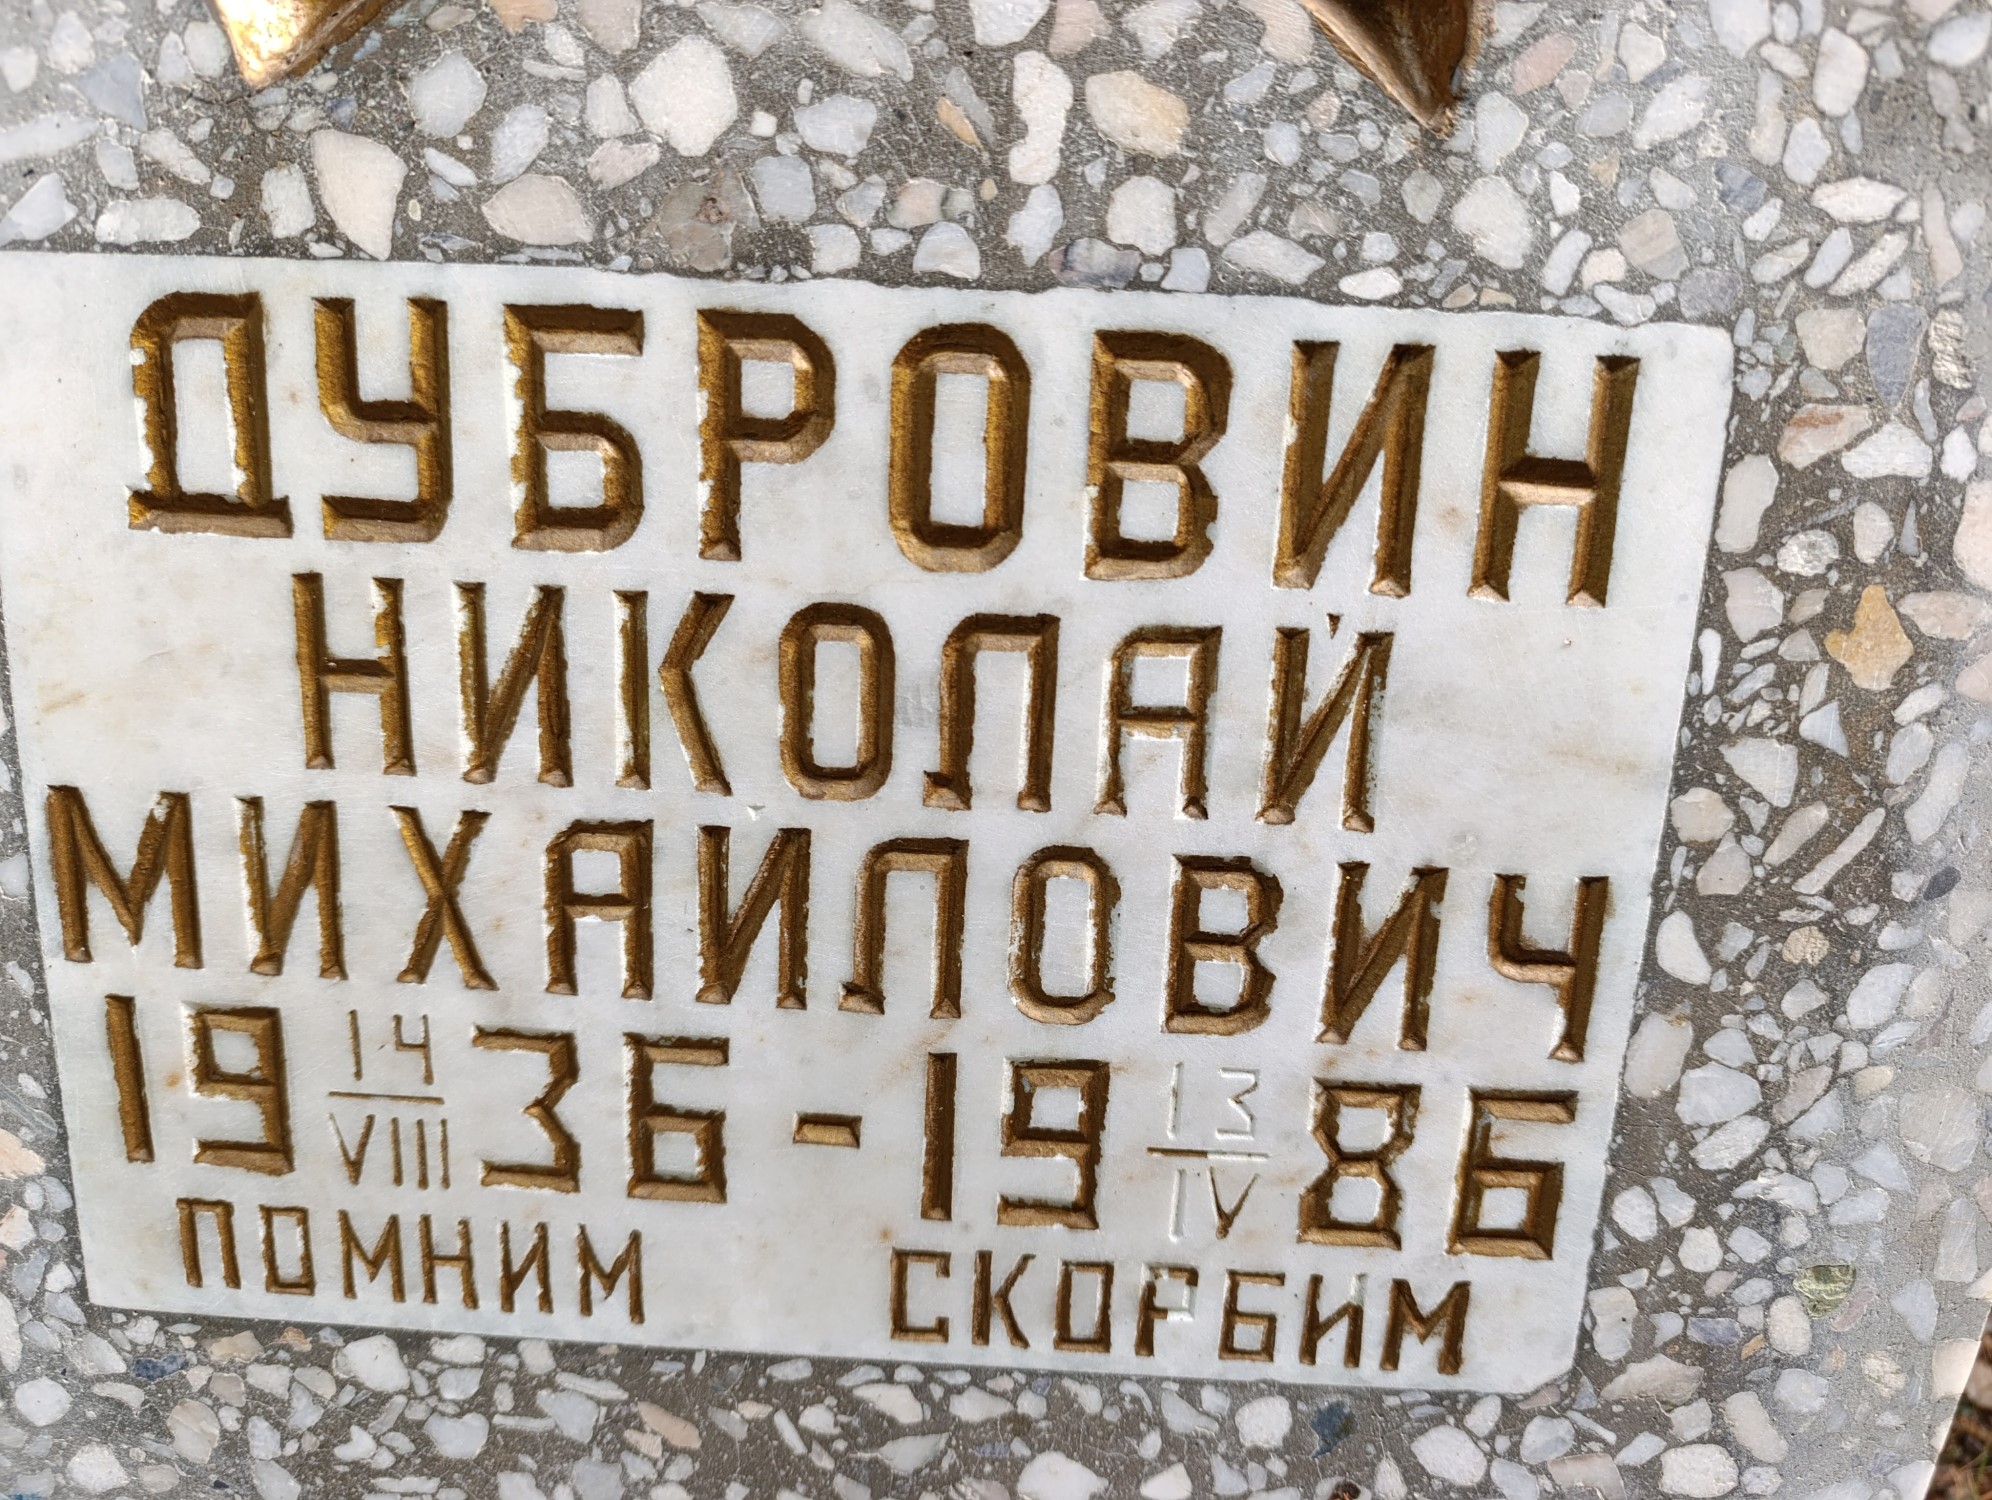 ДУБРОВИН
НИКОЛАЙ
МИХАИЛОВИЧ
19 14/VIII 36 - 19 13/IV 86
ПОМНИМ СКОРБИМ